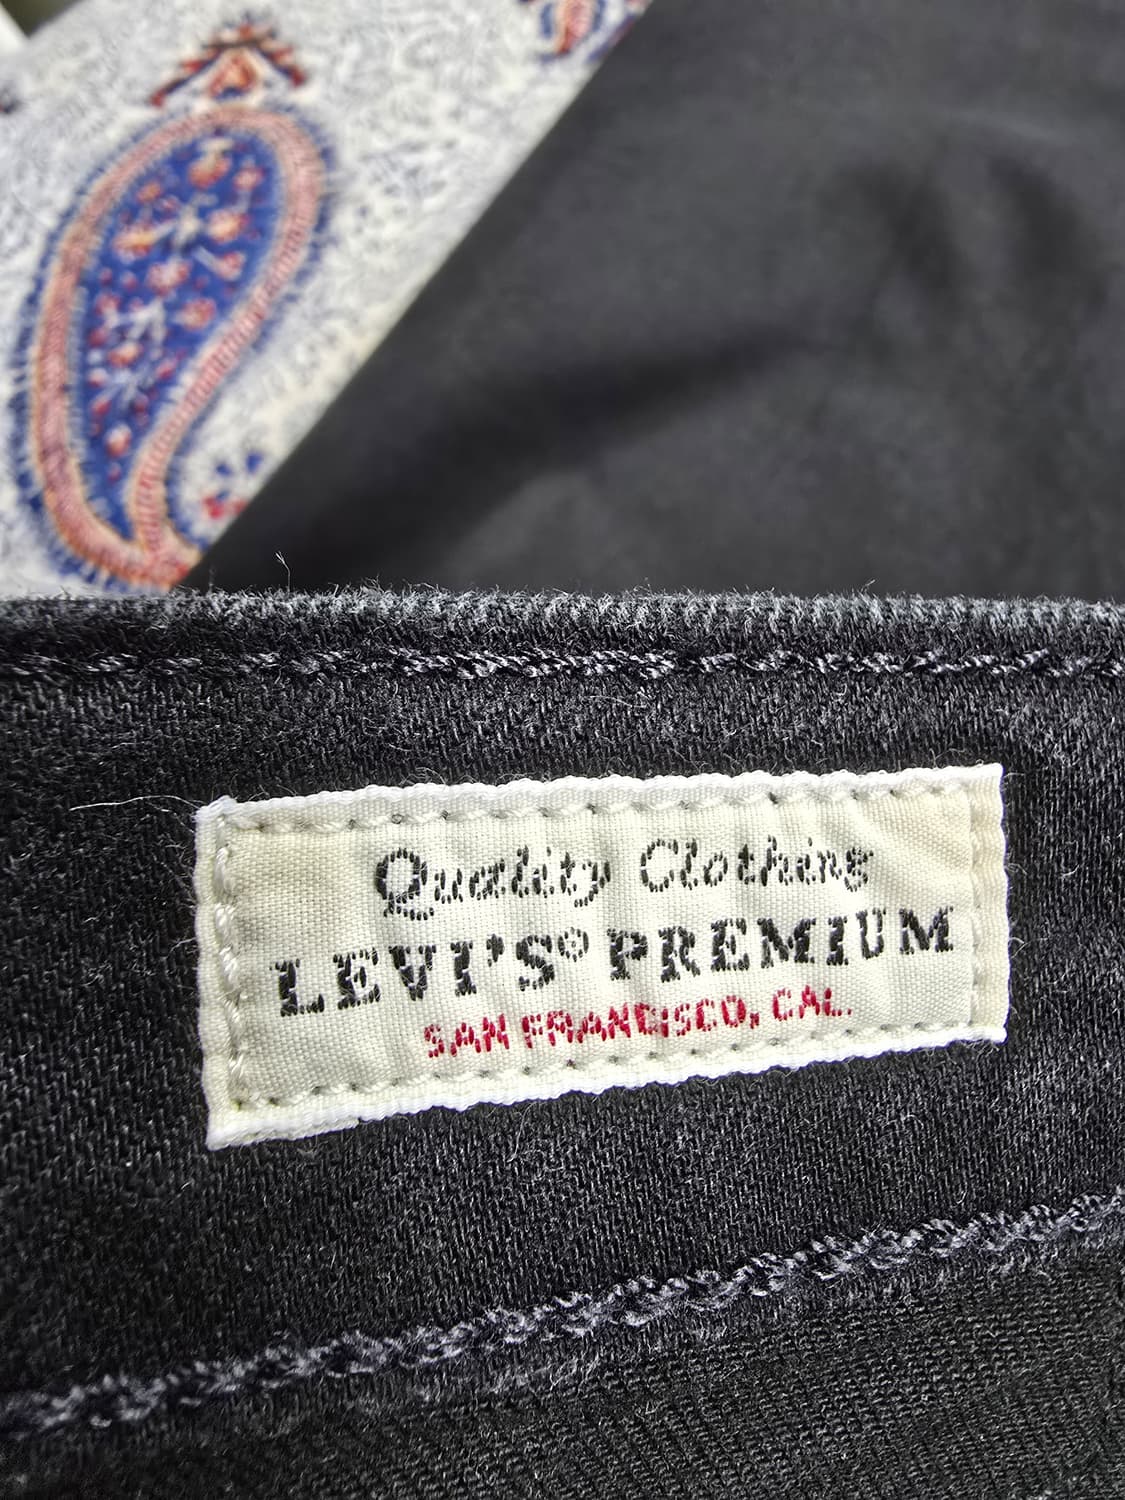 Quality Clothing
LEVI'S® PREMIUM
SAN FRANCISCO, CAL.